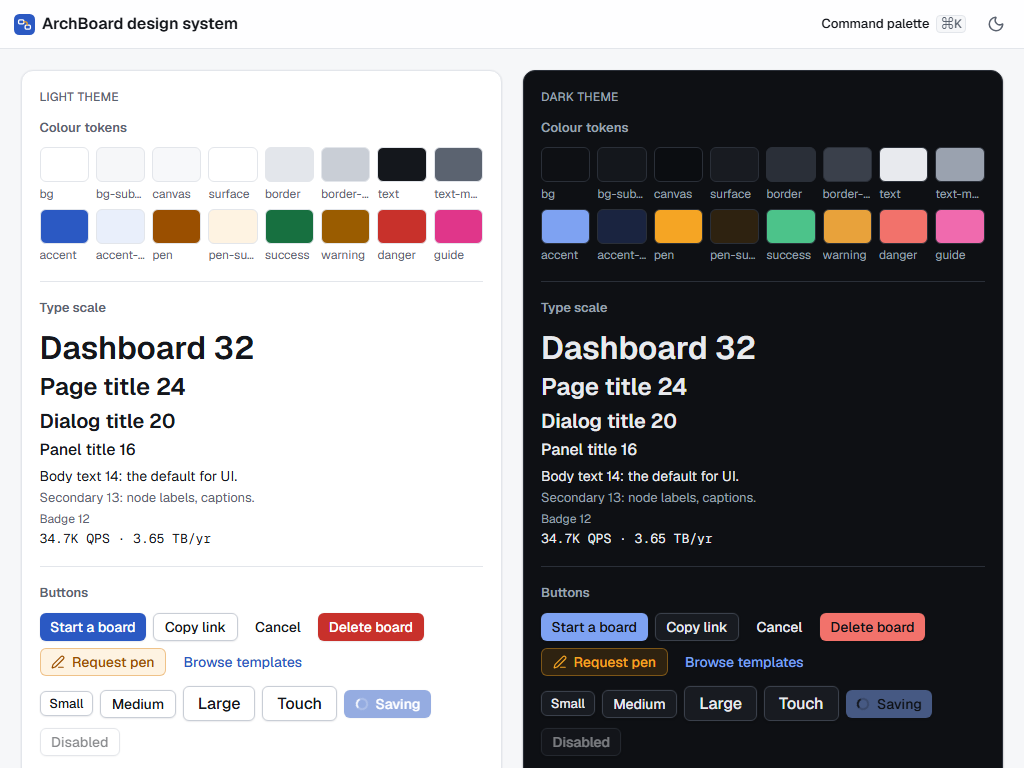 ArchBoard design system
Command palette ⌘K
LIGHT THEME
Colour tokens
bg bg-sub… canvas surface border border-… text text-m…
accent accent-… pen pen-su… success warning danger guide
Type scale
Dashboard 32
Page title 24
Dialog title 20
Panel title 16
Body text 14: the default for UI.
Secondary 13: node labels, captions.
Badge 12
34.7K QPS · 3.65 TB/yr
Buttons
Start a board Copy link Cancel Delete board
Request pen Browse templates
Small Medium Large Touch Saving
Disabled
DARK THEME
Colour tokens
bg bg-sub… canvas surface border border-… text text-m…
accent accent-… pen pen-su… success warning danger guide
Type scale
Dashboard 32
Page title 24
Dialog title 20
Panel title 16
Body text 14: the default for UI.
Secondary 13: node labels, captions.
Badge 12
34.7K QPS · 3.65 TB/yr
Buttons
Start a board Copy link Cancel Delete board
Request pen Browse templates
Small Medium Large Touch Saving
Disabled